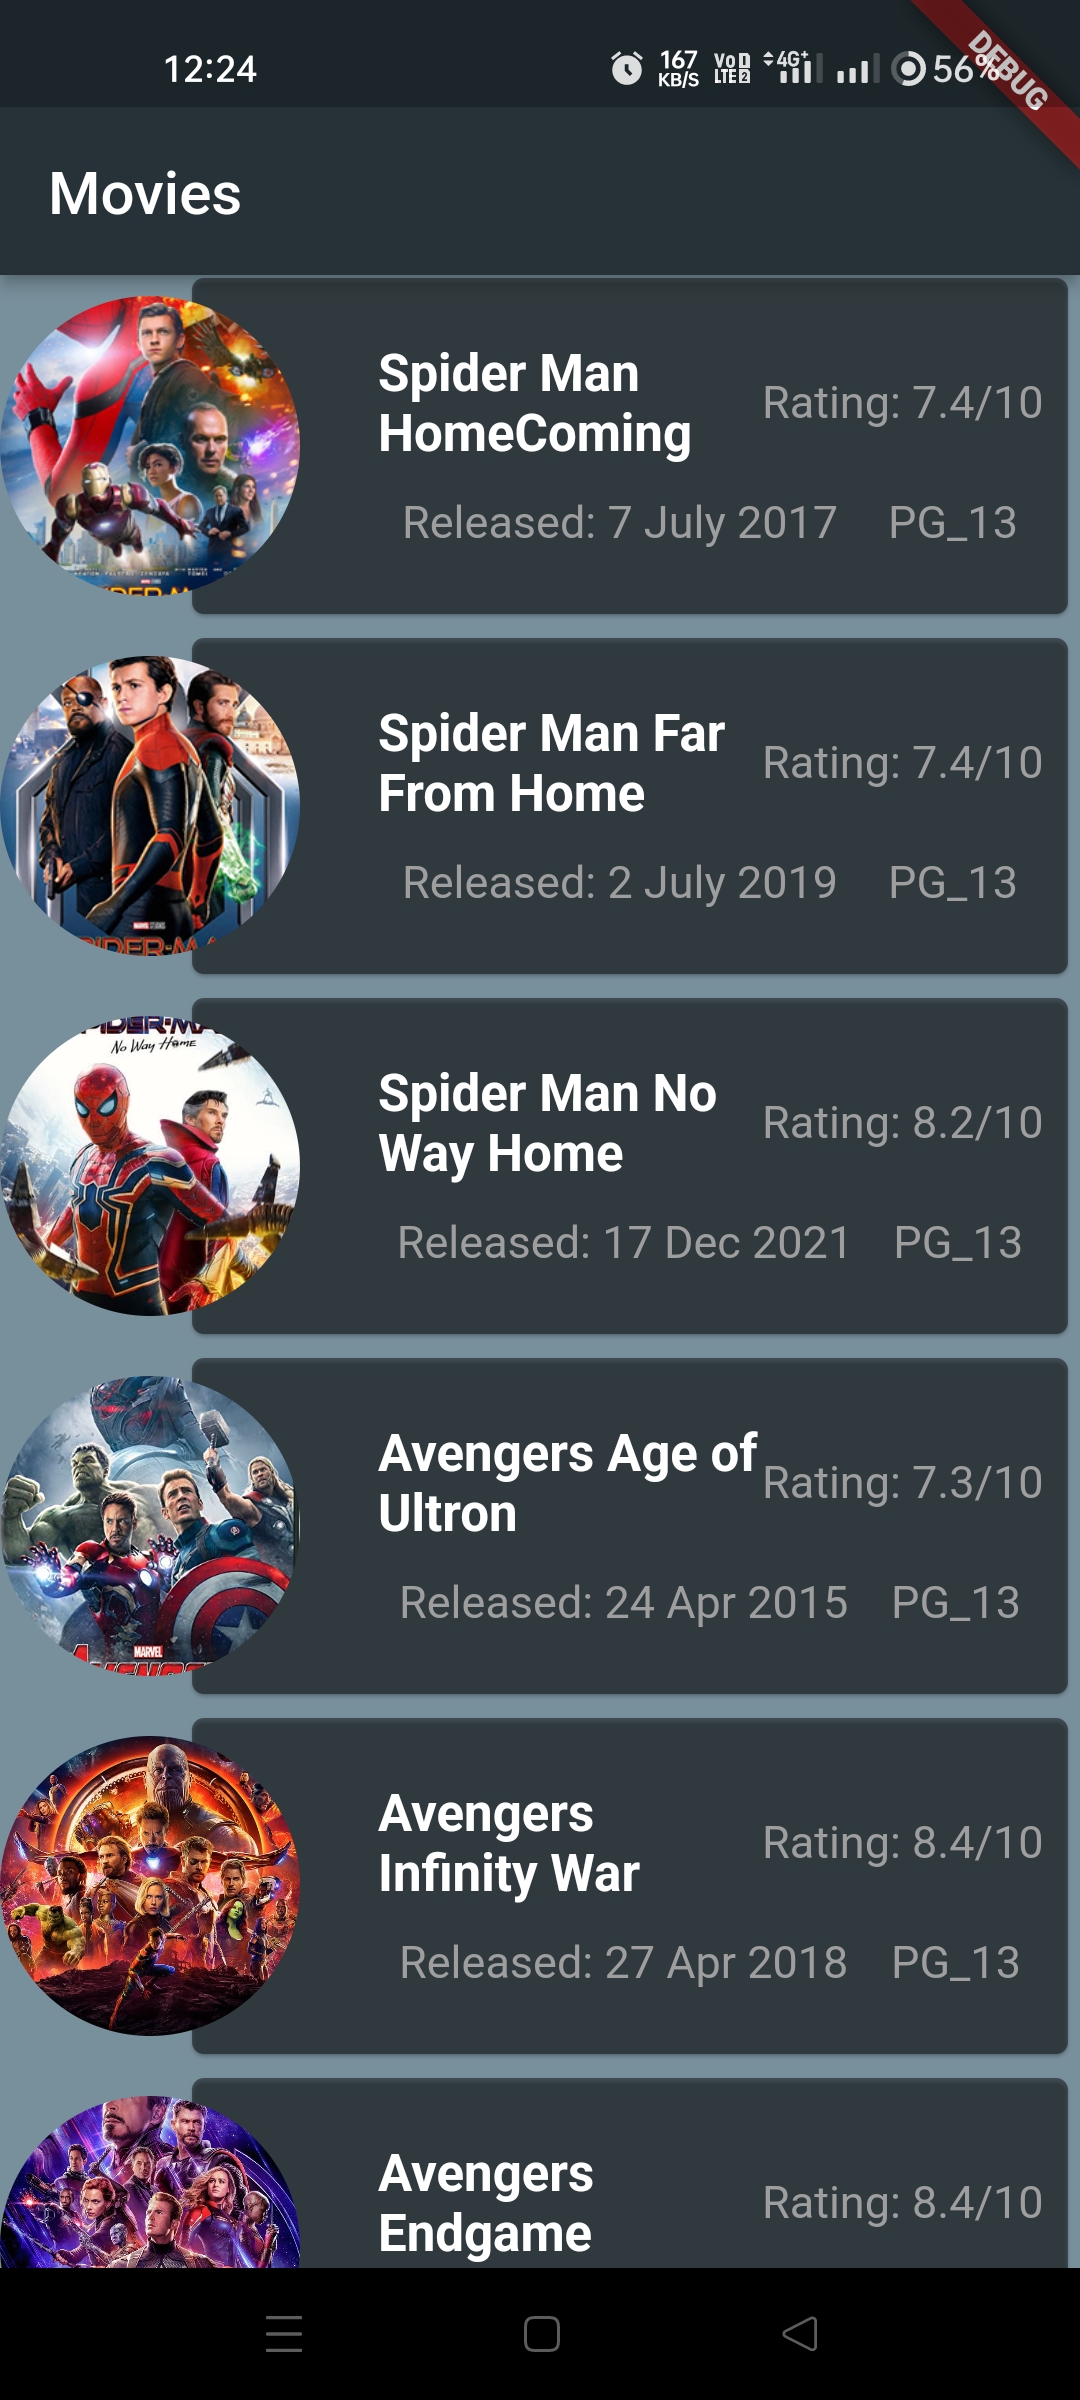 12:24
167
KB/S
VoD
LTE 2
4G+
56%
DEBUG
Movies
Spider Man
HomeComing
Rating: 7.4/10
Released: 7 July 2017 PG_13
Spider Man Far
From Home
Rating: 7.4/10
Released: 2 July 2019 PG_13
No Way Home
Spider Man No
Way Home
Rating: 8.2/10
Released: 17 Dec 2021 PG_13
Avengers Age of
Ultron
Rating: 7.3/10
Released: 24 Apr 2015 PG_13
MARVEL
Avengers
Infinity War
Rating: 8.4/10
Released: 27 Apr 2018 PG_13
Avengers
Endgame
Rating: 8.4/10